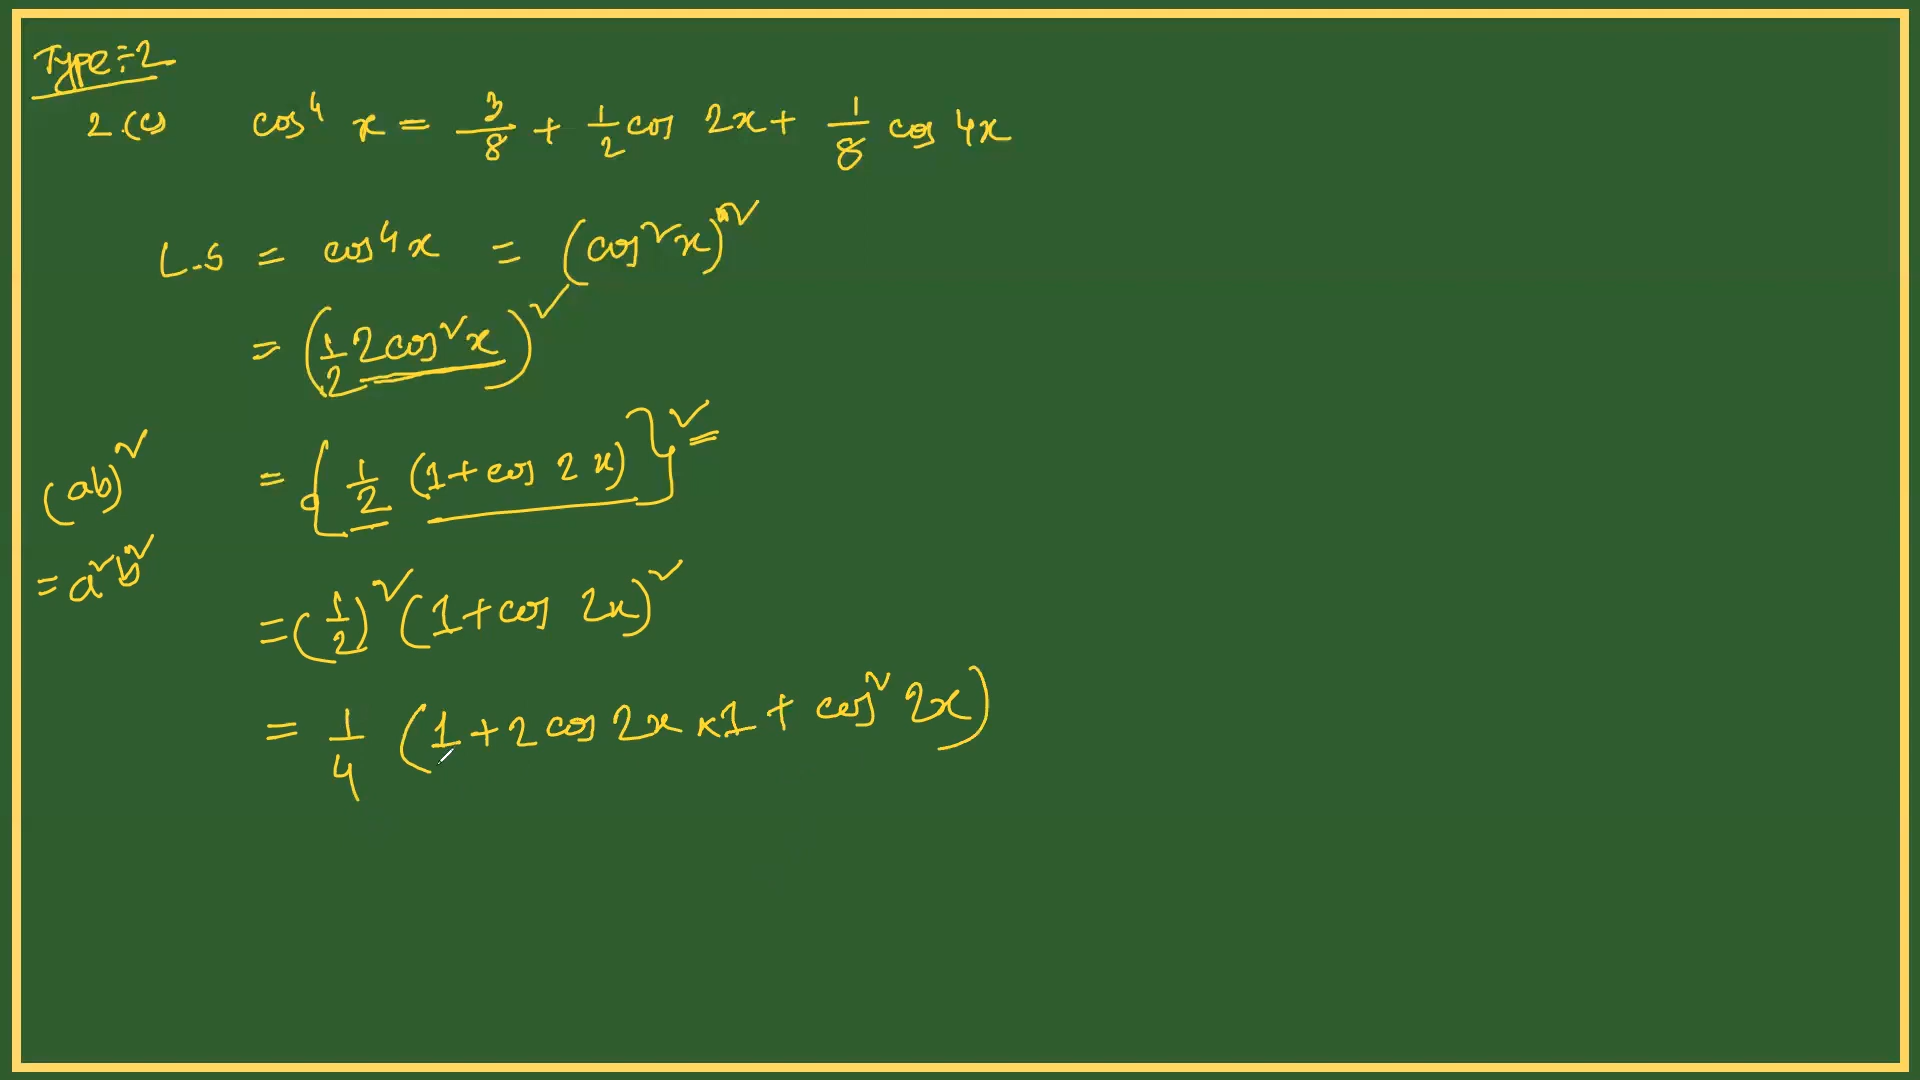 Type:-2
2.(c) cos⁴ x = 3/8 + 1/2 cos 2x + 1/8 cos 4x
L.S = cos⁴x = (cos²x)²
= (1/2 2cos²x)²
= {1/2 (1+cos 2x)}²
(ab)²
= a²b²
= (1/2)² (1+cos 2x)²
= 1/4 (1+2 cos 2x × 1 + cos² 2x)